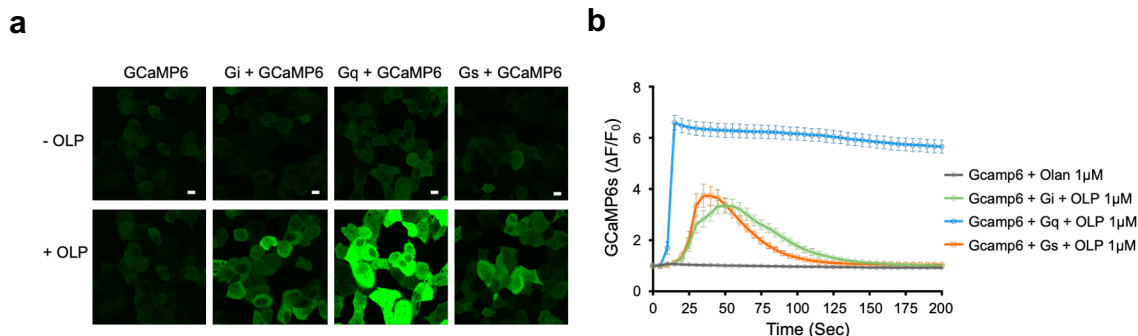 a
GCaMP6 Gi + GCaMP6 Gq + GCaMP6 Gs + GCaMP6
- OLP
+ OLP
b
8
6
4
2
0
GCaMP6s (ΔF/F₀)
0 25 50 75 100 125 150 175 200
Time (Sec)
Gcamp6 + Olan 1µM
Gcamp6 + Gi + OLP 1µM
Gcamp6 + Gq + OLP 1µM
Gcamp6 + Gs + OLP 1µM